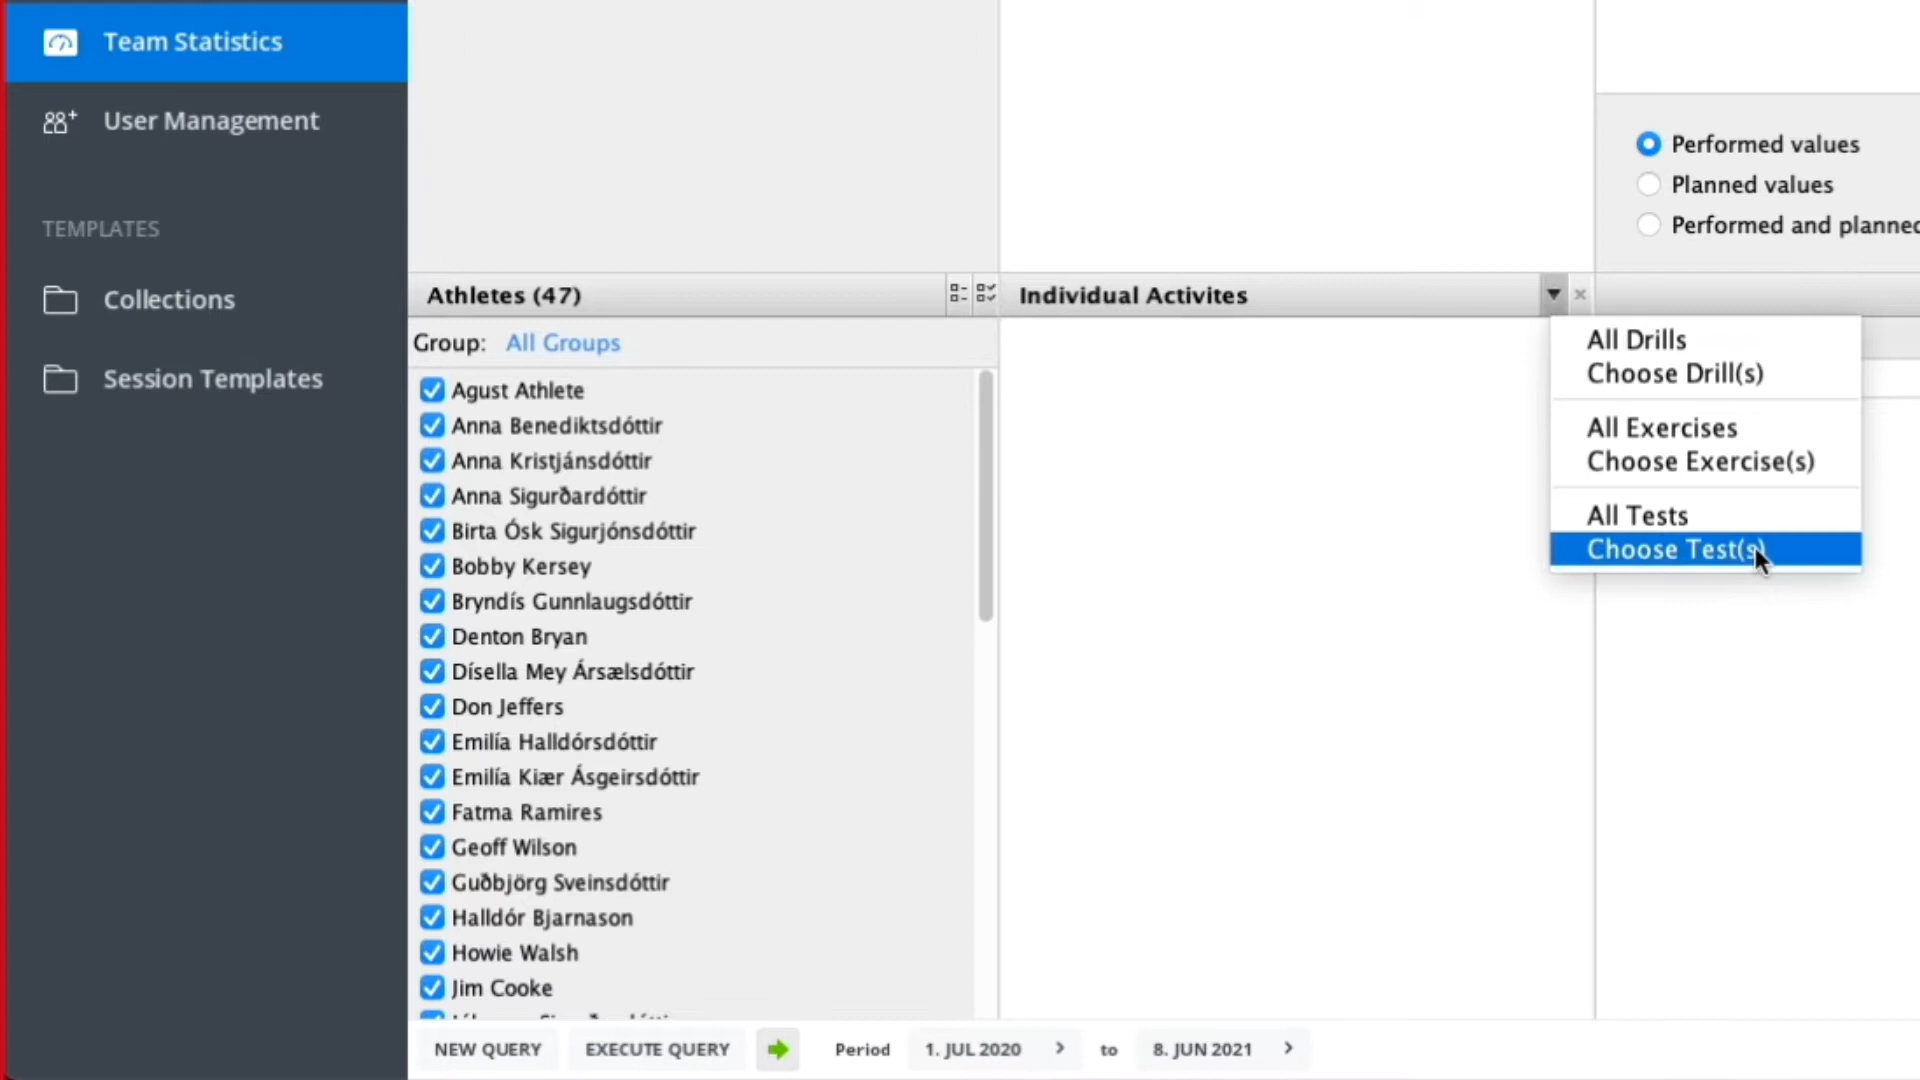 Team Statistics
User Management
TEMPLATES
Collections
Session Templates
Performed values
Planned values
Performed and planned
Athletes (47)
Individual Activites
Group: All Groups
Agust Athlete
Anna Benediktsdóttir
Anna Kristjánsdóttir
Anna Sigurðardóttir
Birta Ósk Sigurjónsdóttir
Bobby Kersey
Bryndís Gunnlaugsdóttir
Denton Bryan
Dísella Mey Ársælsdóttir
Don Jeffers
Emilía Halldórsdóttir
Emilía Kiær Ásgeirsdóttir
Fatma Ramires
Geoff Wilson
Guðbjörg Sveinsdóttir
Halldór Bjarnason
Howie Walsh
Jim Cooke
All Drills
Choose Drill(s)
All Exercises
Choose Exercise(s)
All Tests
Choose Test(s)
NEW QUERY EXECUTE QUERY Period 1. JUL 2020 > to 8. JUN 2021 >